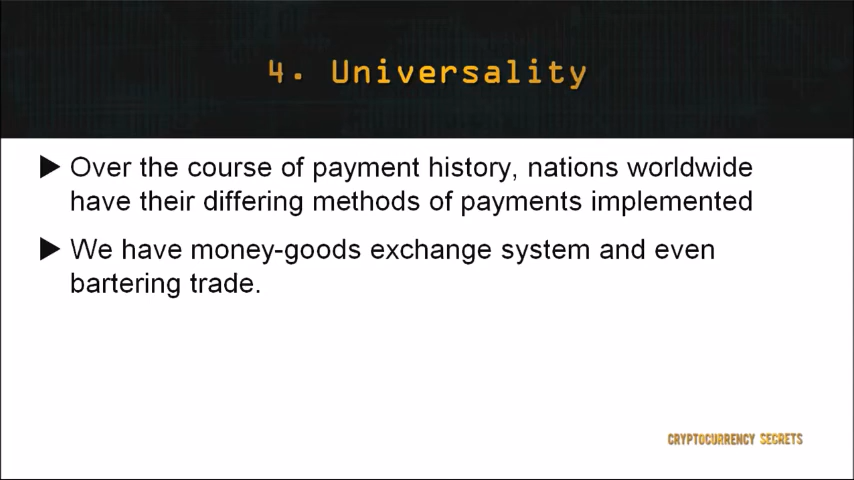 4. Universality
Over the course of payment history, nations worldwide
have their differing methods of payments implemented
We have money-goods exchange system and even
bartering trade.
CRYPTOCURRENCY SECRETS